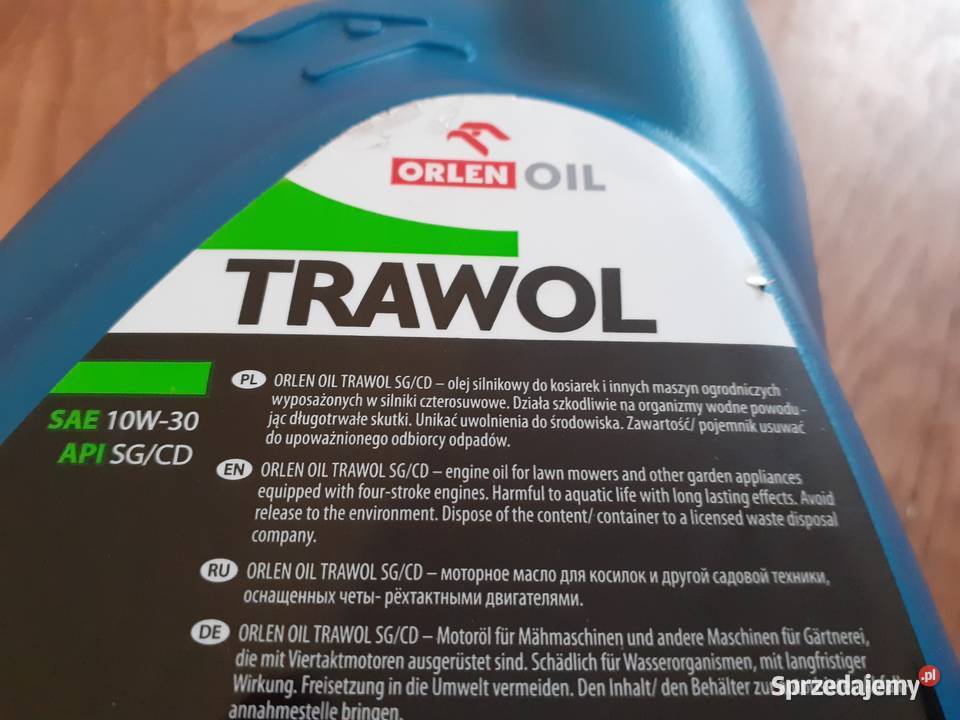 ORLEN OIL
TRAWOL
SAE 10W-30
API SG/CD
PL ORLEN OIL TRAWOL SG/CD – olej silnikowy do kosiarek i innych maszyn ogrodniczych
wyposażonych w silniki czterosuwowe. Działa szkodliwie na organizmy wodne powodu-
jąc długotrwałe skutki. Unikać uwolnienia do środowiska. Zawartość/ pojemnik usuwać
do upoważnionego odbiorcy odpadów.
EN ORLEN OIL TRAWOL SG/CD – engine oil for lawn mowers and other garden appliances
equipped with four-stroke engines. Harmful to aquatic life with long lasting effects. Avoid
release to the environment. Dispose of the content/ container to a licensed waste disposal
company.
RU ORLEN OIL TRAWOL SG/CD – моторное масло для косилок и другой садовой техники,
оснащенных четы- рёхтактными двигателями.
DE ORLEN OIL TRAWOL SG/CD – Motoröl für Mähmaschinen und andere Maschinen für Gärtnerei,
die mit Viertaktmotoren ausgerüstet sind. Schädlich für Wasserorganismen, mit langfristiger
Wirkung. Freisetzung in die Umwelt vermeiden. Den Inhalt/ den Behälter
annahmestelle bringen.
Sprzedajemy.pl